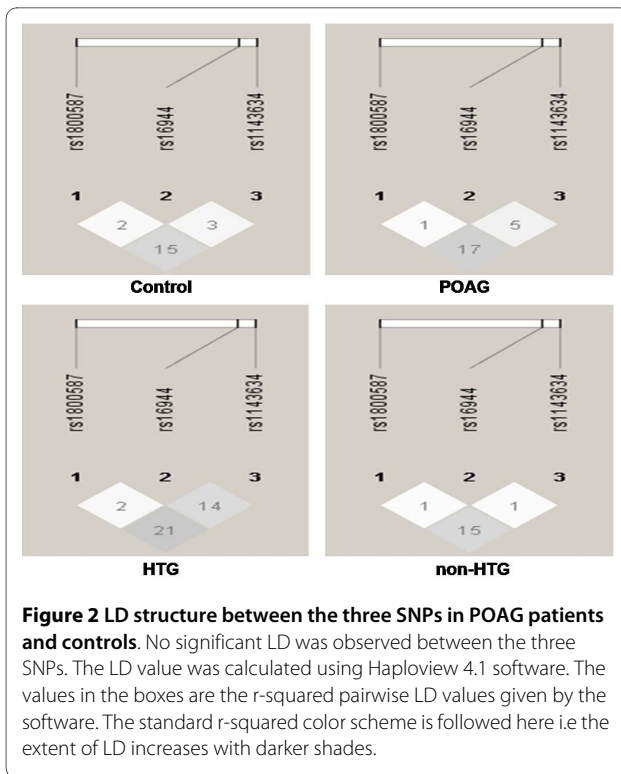 rs1800587 rs16944 rs1143634
1 2 3
2 3
15
Control
rs1800587 rs16944 rs1143634
1 2 3
1 5
17
POAG
rs1800587 rs16944 rs1143634
1 2 3
2 14
21
HTG
rs1800587 rs16944 rs1143634
1 2 3
1 1
15
non-HTG
Figure 2 LD structure between the three SNPs in POAG patients
and controls. No significant LD was observed between the three
SNPs. The LD value was calculated using Haploview 4.1 software. The
values in the boxes are the r-squared pairwise LD values given by the
software. The standard r-squared color scheme is followed here i.e the
extent of LD increases with darker shades.